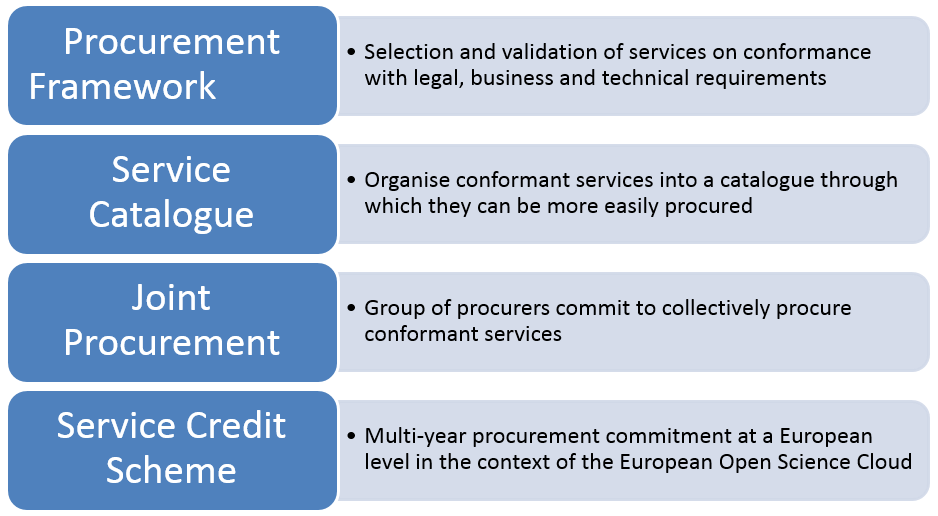 Procurement
Framework
• Selection and validation of services on conformance
with legal, business and technical requirements
Service
Catalogue
• Organise conformant services into a catalogue through
which they can be more easily procured
Joint
Procurement
• Group of procurers commit to collectively procure
conformant services
Service Credit
Scheme
• Multi-year procurement commitment at a European
level in the context of the European Open Science Cloud